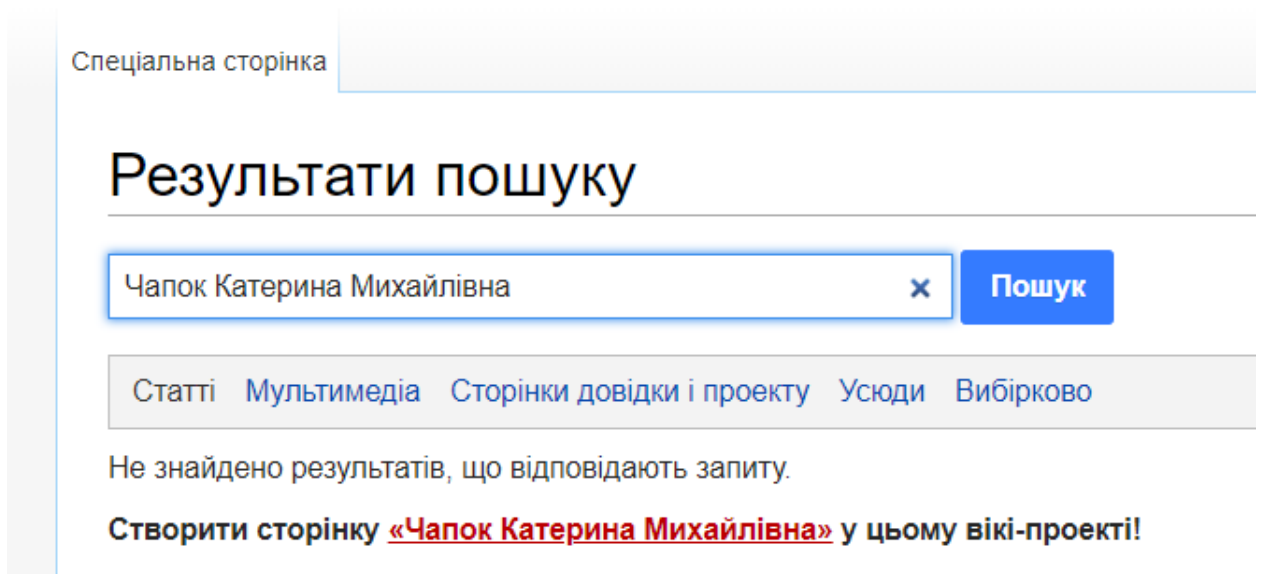 Спеціальна сторінка
Результати пошуку
Чапок Катерина Михайлівна × Пошук
Статті Мультимедіа Сторінки довідки і проекту Усюди Вибірково
Не знайдено результатів, що відповідають запиту.
Створити сторінку «Чапок Катерина Михайлівна» у цьому вікі-проекті!